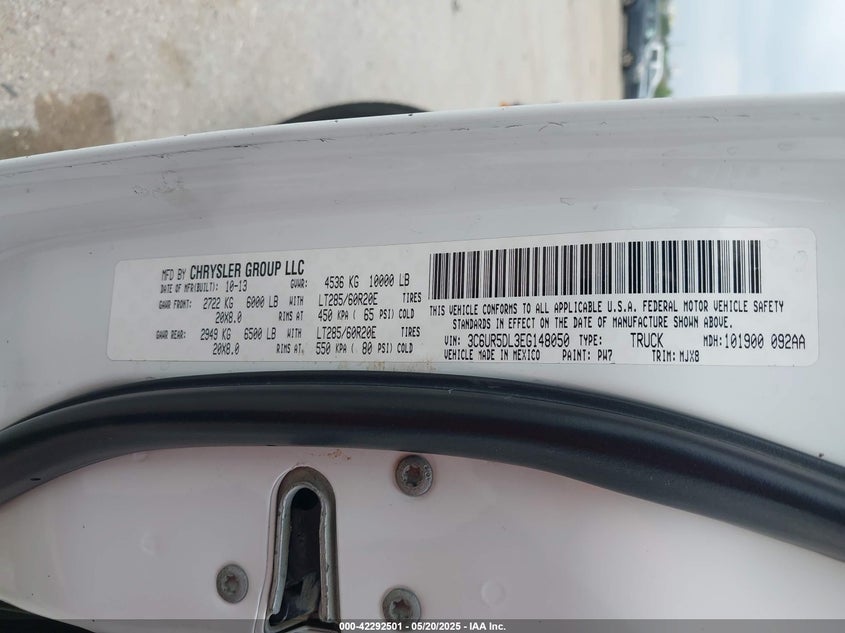 MFD BY CHRYSLER GROUP LLC
DATE OF MFR(BUILT): 10-13 GVWR: 4536 KG 10000 LB
GAWR FRONT: 2722 KG 6000 LB WITH LT285/60R20E TIRES
20X8.0 RIMS AT 450 KPA ( 65 PSI) COLD
GAWR REAR: 2949 KG 6500 LB WITH LT285/60R20E TIRES
20X8.0 RIMS AT 550 KPA ( 80 PSI) COLD
THIS VEHICLE CONFORMS TO ALL APPLICABLE U.S.A. FEDERAL MOTOR VEHICLE SAFETY
STANDARDS IN EFFECT ON THE DATE OF MANUFACTURE SHOWN ABOVE.
VIN: 3C6UR5DL3EG148050 TYPE: TRUCK MDH: 101900 092AA
VEHICLE MADE IN MEXICO PAINT: PW7 TRIM: MJX8
000-42292501 — 05/20/2025 — IAA Inc.